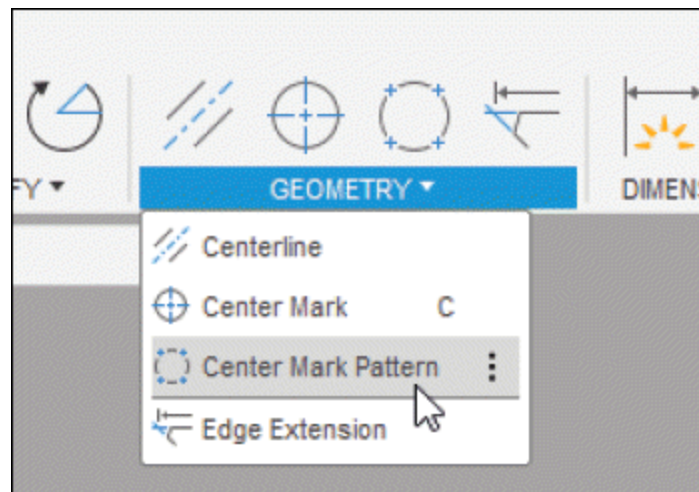 FY
GEOMETRY
DIMENS
Centerline
Center Mark C
Center Mark Pattern
Edge Extension